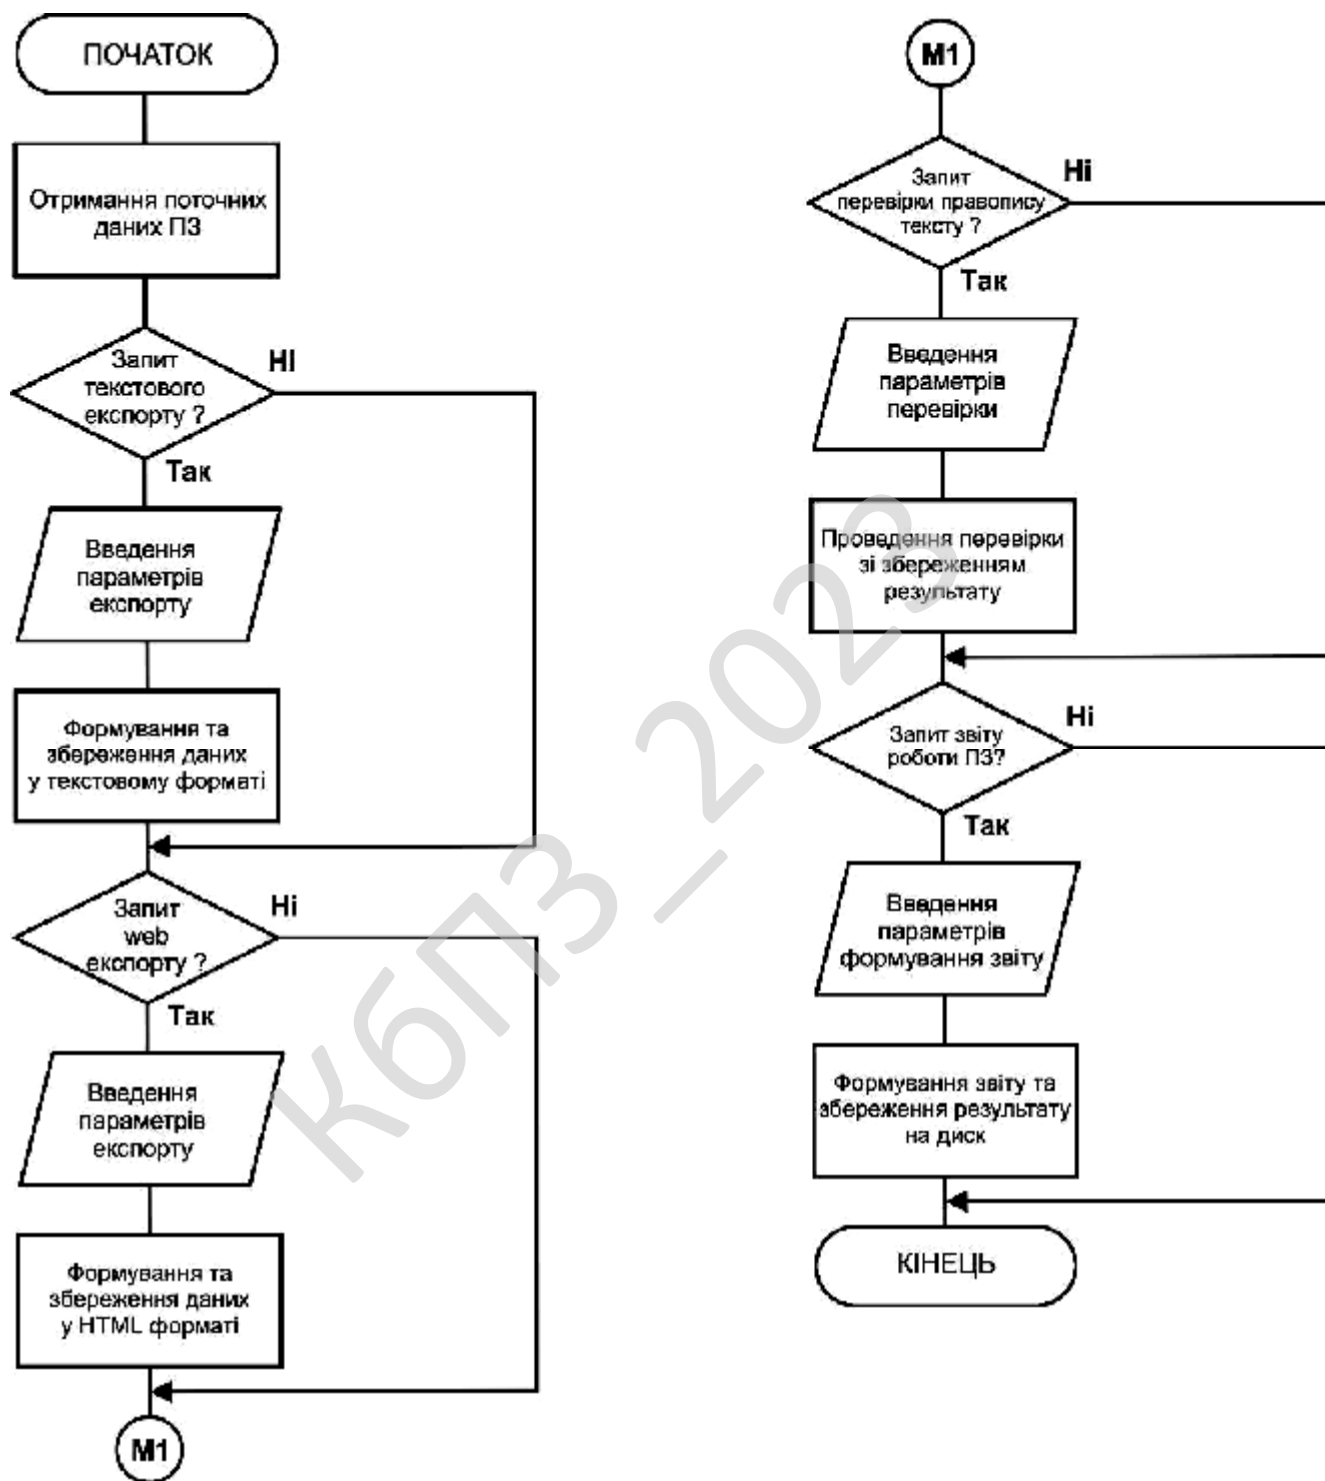 ПОЧАТОК
Отримання поточних
даних ПЗ
Запит
текстового
експорту ?
НІ
Так
Введення
параметрів
експорту
Формування та
збереження даних
у текстовому форматі
Запит
web
експорту ?
Ні
Так
Введення
параметрів
експорту
Формування та
збереження даних
у HTML форматі
М1
М1
Запит
перевірки правопису
тексту ?
Ні
Так
Введення
параметрів
перевірки
Проведення перевірки
зі збереженням
результату
Запит звіту
роботи ПЗ?
Ні
Так
Введення
параметрів
формування звіту
Формування звіту та
збереження результату
на диск
КІНЕЦЬ
КбПЗ_2023